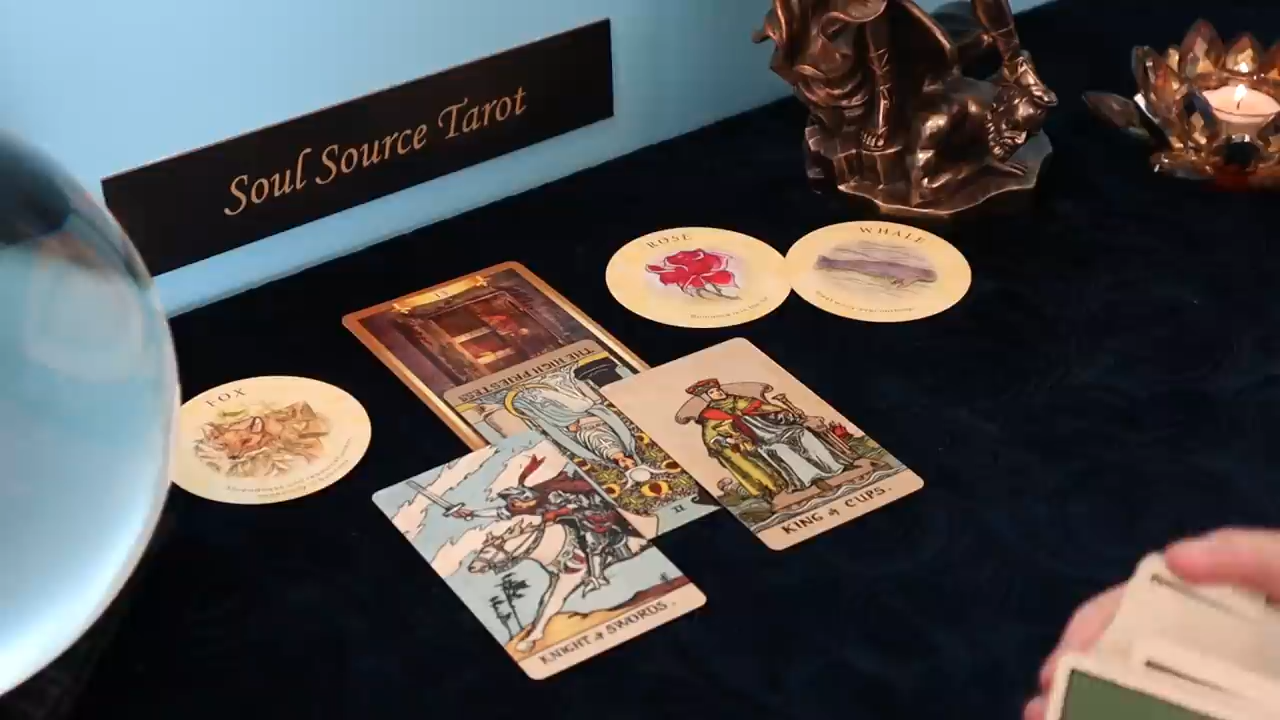 Soul Source Tarot
ROSE
WHALE
FOX
THE HIGH PRIESTESS
II
KING of CUPS.
KNIGHT of SWORDS.